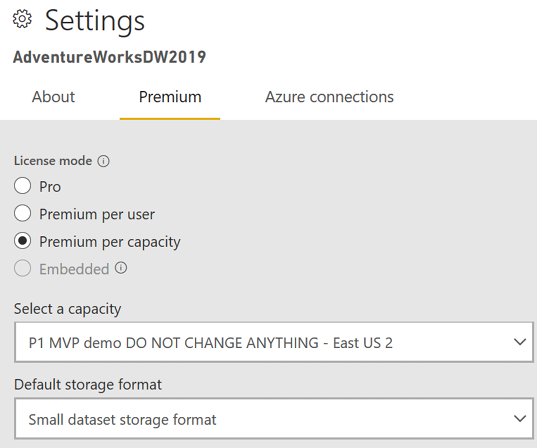 Settings
AdventureWorksDW2019
About Premium Azure connections
License mode
Pro
Premium per user
Premium per capacity
Embedded
Select a capacity
P1 MVP demo DO NOT CHANGE ANYTHING - East US 2
Default storage format
Small dataset storage format